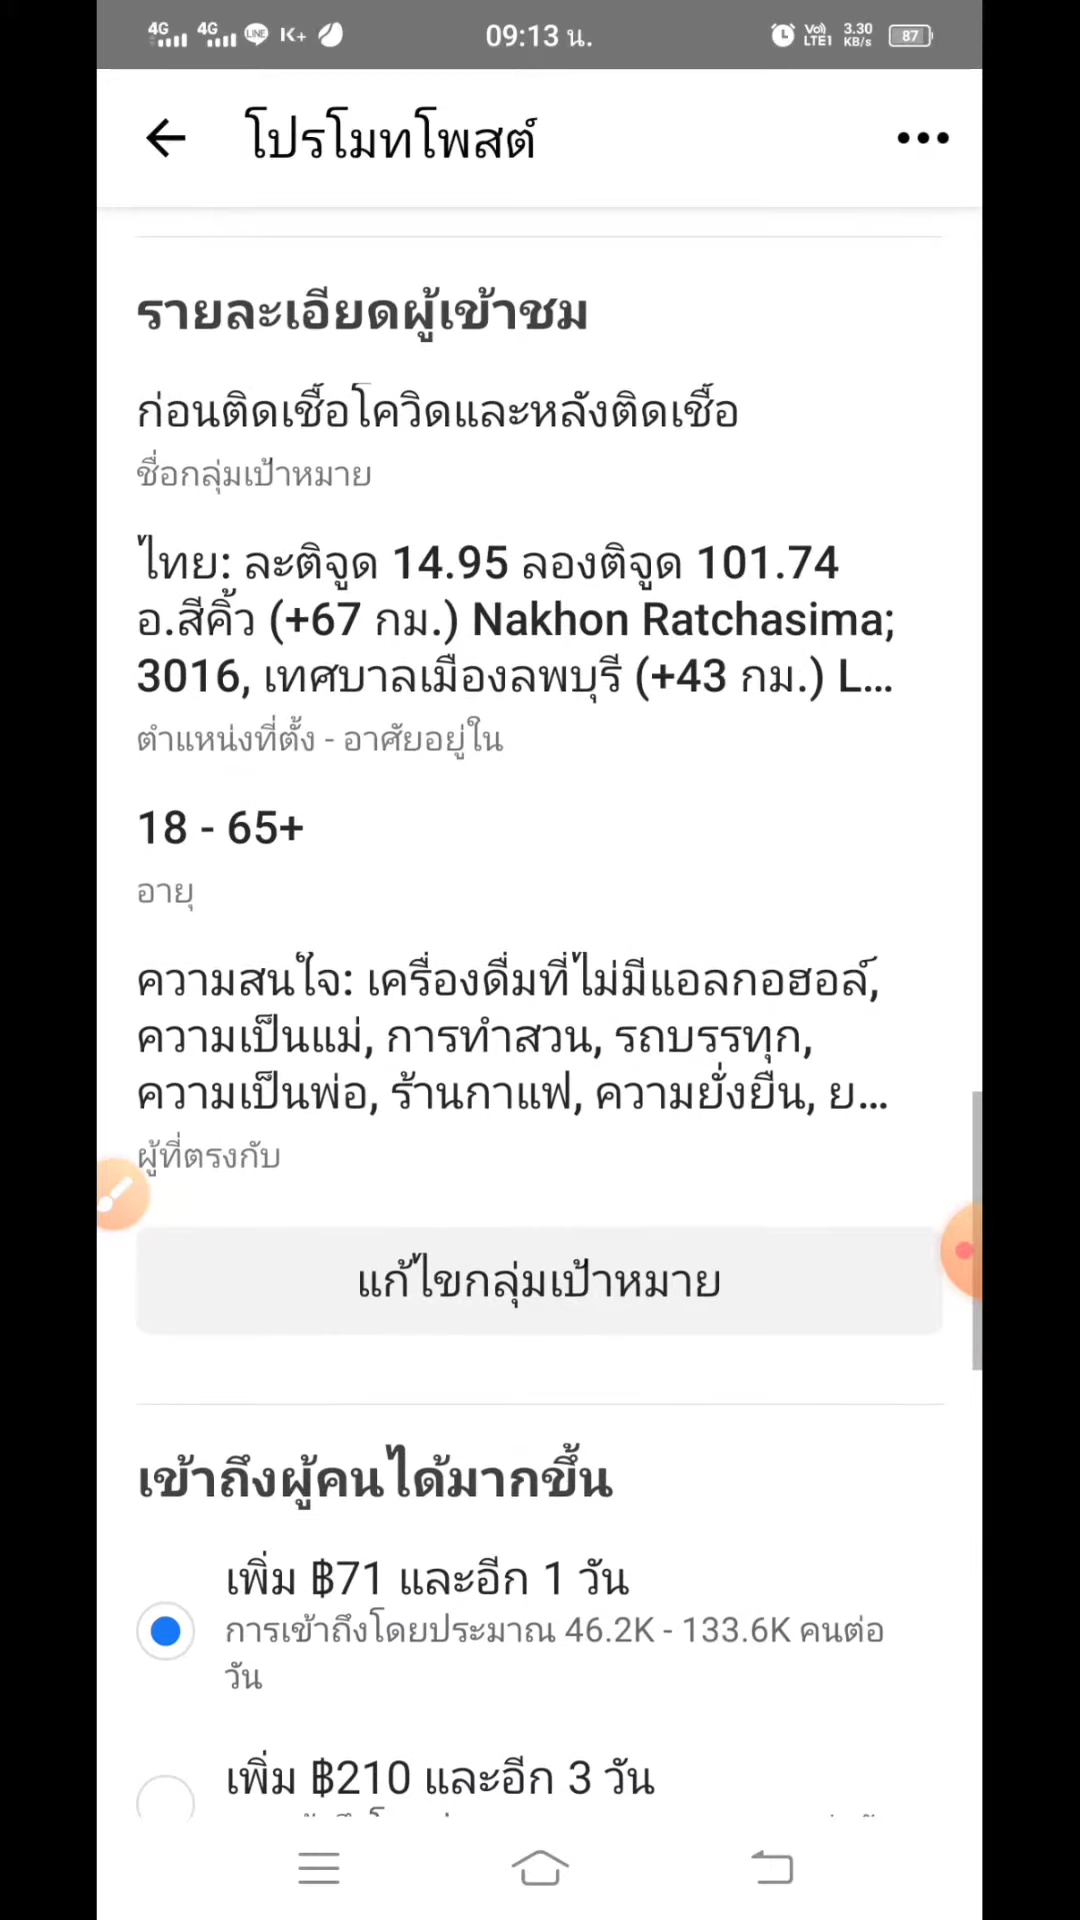 4G 4G LINE K+ 09:13 น. Vo) LTE1 3.30 KB/s 87
โปรโมทโพสต์
รายละเอียดผู้เข้าชม
ก่อนติดเชื้อโควิดและหลังติดเชื้อ
ชื่อกลุ่มเป้าหมาย
ไทย: ละติจูด 14.95 ลองติจูด 101.74
อ.สีคิ้ว (+67 กม.) Nakhon Ratchasima;
3016, เทศบาลเมืองลพบุรี (+43 กม.) L...
ตำแหน่งที่ตั้ง - อาศัยอยู่ใน
18 - 65+
อายุ
ความสนใจ: เครื่องดื่มที่ไม่มีแอลกอฮอล์,
ความเป็นแม่, การทำสวน, รถบรรทุก,
ความเป็นพ่อ, ร้านกาแฟ, ความยั่งยืน, ย...
ผู้ที่ตรงกับ
แก้ไขกลุ่มเป้าหมาย
เข้าถึงผู้คนได้มากขึ้น
เพิ่ม ฿71 และอีก 1 วัน
การเข้าถึงโดยประมาณ 46.2K - 133.6K คนต่อ
วัน
เพิ่ม ฿210 และอีก 3 วัน